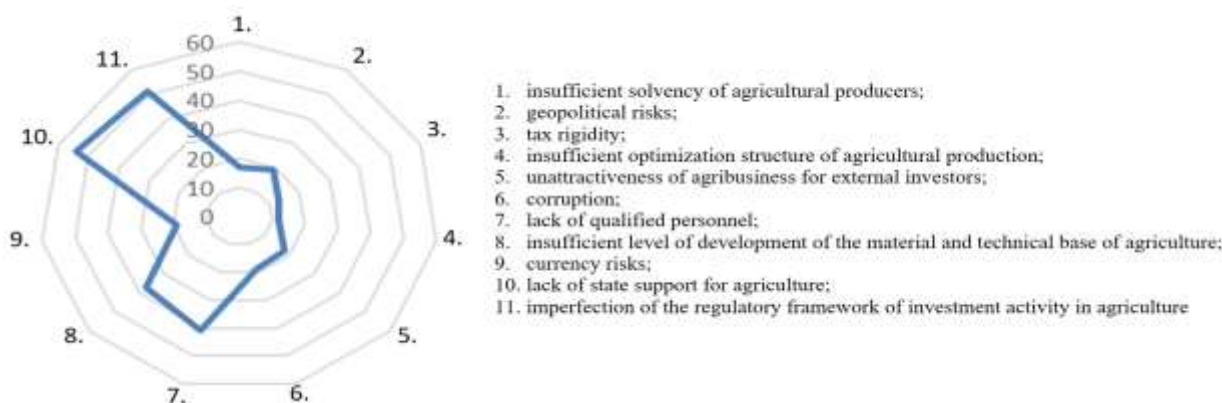 1.
11.
2.
60
50
40
30
20
10
0
10.
3.
9.
4.
8.
5.
7.
6.
1. insufficient solvency of agricultural producers;
2. geopolitical risks;
3. tax rigidity;
4. insufficient optimization structure of agricultural production;
5. unattractiveness of agribusiness for external investors;
6. corruption;
7. lack of qualified personnel;
8. insufficient level of development of the material and technical base of agriculture;
9. currency risks;
10. lack of state support for agriculture;
11. imperfection of the regulatory framework of investment activity in agriculture